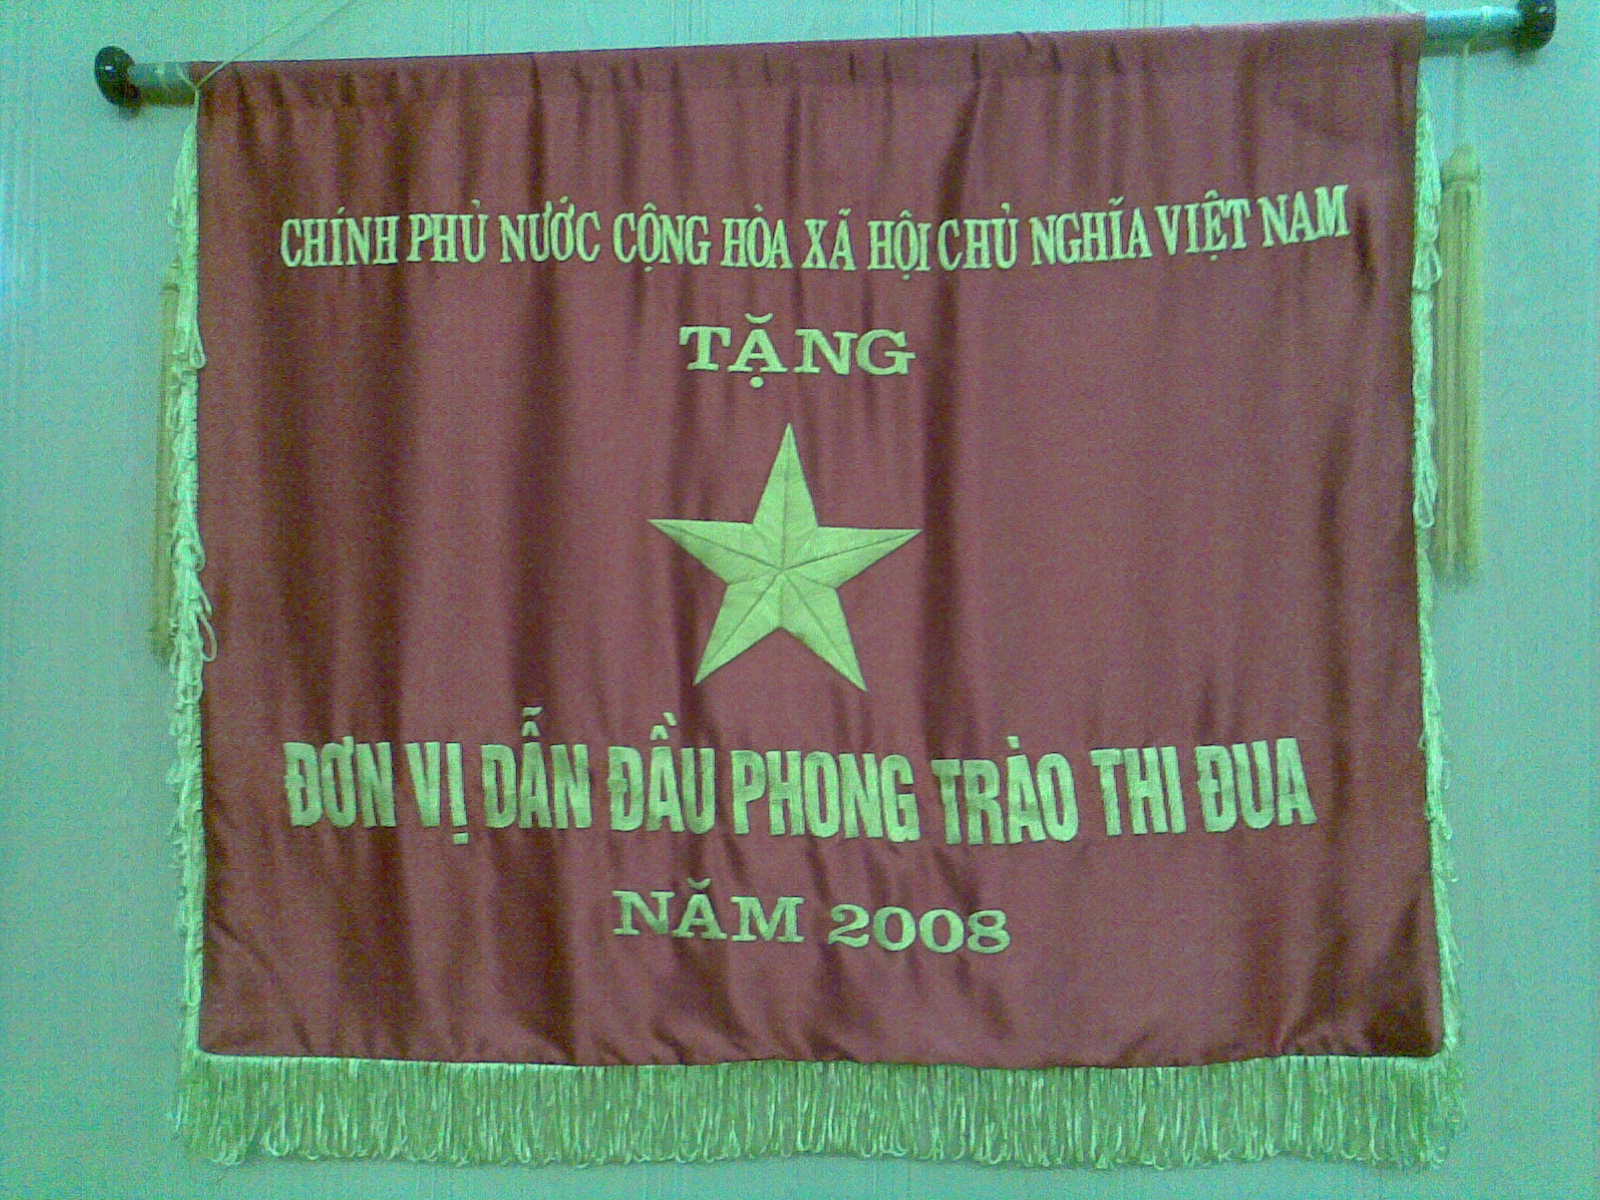 CHÍNH PHỦ NƯỚC CỘNG HÒA XÃ HỘI CHỦ NGHĨA VIỆT NAM
TẶNG
ĐƠN VỊ DẪN ĐẦU PHONG TRÀO THI ĐUA
NĂM 2008